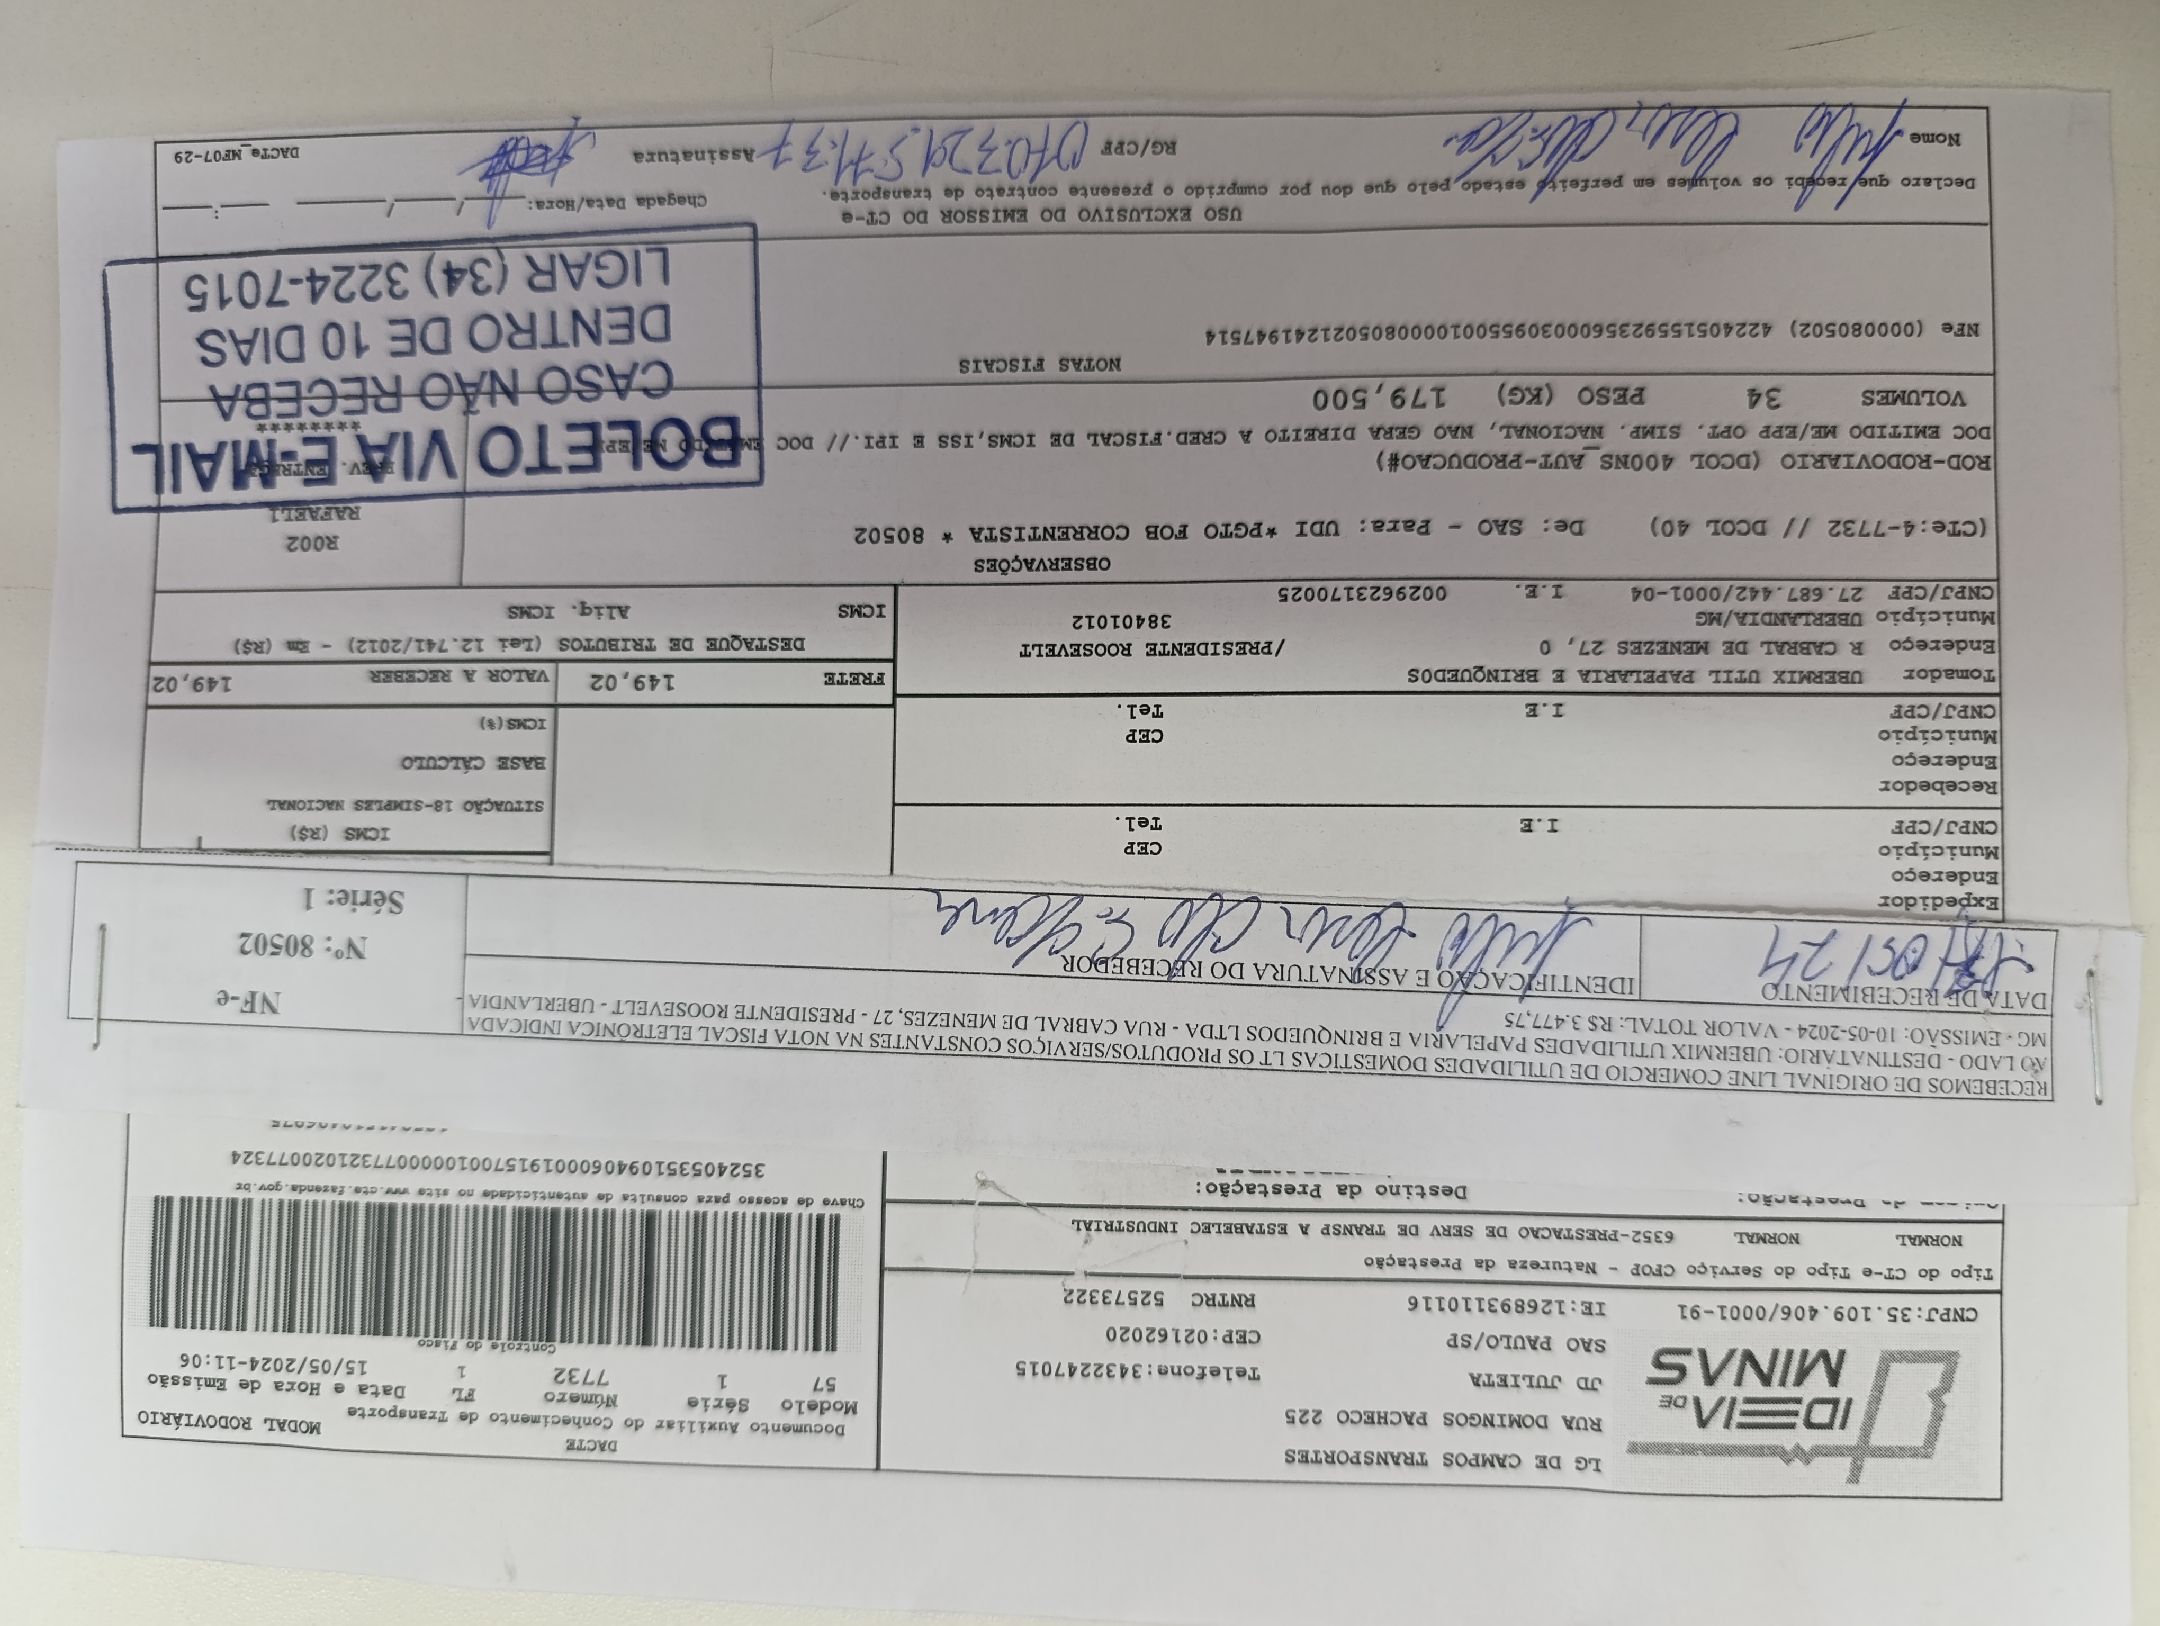 IDEIA DE MINAS
LG DE CAMPOS TRANSPORTES
RUA DOMINGOS PACHECO 225
JD JULIETA Telefone:3432247015
SAO PAULO/SP CEP:02162020
CNPJ:35.109.406/0001-91 IE:126893110116 RNTRC 52573322
Tipo do CT-e Tipo do Serviço CFOP - Natureza da Prestação
NORMAL NORMAL 6352-PRESTACAO DE SERV DE TRANSP A ESTABELEC INDUSTRIAL
Destino da Prestação:
DACTE
Documento Auxiliar do Conhecimento de Transporte MODAL RODOVIÁRIO
Modelo Série Número FL Data e Hora de Emissão
57 1 7732 1 15/05/2024-11:06
Controle do Fisco
Chave de acesso para consulta de autenticidade no site www.cte.fazenda.gov.br
35240535109406000191570010000077321020077324
RECEBEMOS DE ORIGINAL LINE COMERCIO DE UTILIDADES DOMESTICAS LT OS PRODUTOS/SERVIÇOS CONSTANTES NA NOTA FISCAL ELETRÔNICA INDICADA
AO LADO - DESTINATÁRIO: UBERMIX UTILIDADES PAPELARIA E BRINQUEDOS LTDA - RUA CABRAL DE MENEZES, 27 - PRESIDENTE ROOSEVELT - UBERLANDIA -
MG - EMISSÃO: 10-05-2024 - VALOR TOTAL: R$ 3.477,75
DATA DE RECEBIMENTO IDENTIFICAÇÃO E ASSINATURA DO RECEBEDOR
NF-e
Nº: 80502
Série: 1
Expedidor
Endereço
Município CEP
CNPJ/CPF I.E Tel.
Recebedor
Endereço
Município CEP
CNPJ/CPF I.E Tel.
ICMS (R$)
SITUAÇÃO 18-SIMPLES NACIONAL
BASE CÁLCULO
ICMS(%)
Tomador UBERMIX UTIL PAPELARIA E BRINQUEDOS
Endereço R CABRAL DE MENEZES 27, 0 /PRESIDENTE ROOSEVELT
Município UBERLANDIA/MG 38401012
CNPJ/CPF 27.687.442/0001-04 I.E. 0029623170025
FRETE 149,02 VALOR A RECEBER 149,02
DESTAQUE DE TRIBUTOS (Lei 12.741/2012) - Em (R$)
ICMS Aliq. ICMS
OBSERVAÇÕES
(CTe:4-7732 // DCOL 40) De: SAO - Para: UDI *PGTO FOB CORRENTISTA * 80502
ROD-RODOVIARIO (DCOL 400NS_AUT-PRODUCAO#)
DOC EMITIDO ME/EPP OPT. SIMP. NACIONAL, NAO GERA DIREITO A CRED.FISCAL DE ICMS,ISS E IPI.// DOC EMITIDO ME/EPP
R002
RAFAEL1
PREV. ENTREGA
********
VOLUMES 34 PESO (KG) 179,500
NOTAS FISCAIS
NFe (000080502) 42240515592356000309550010000805021241947514
BOLETO VIA E-MAIL
CASO NÃO RECEBA
DENTRO DE 10 DIAS
LIGAR (34) 3224-7015
USO EXCLUSIVO DO EMISSOR DO CT-e
Declaro que recebi os volumes em perfeito estado pelo que dou por cumprido o presente contrato de transporte.
Chegada Data/Hora: ___/___/___ ___:___
Nome RG/CPF Assinatura
DACTe_MF07-29